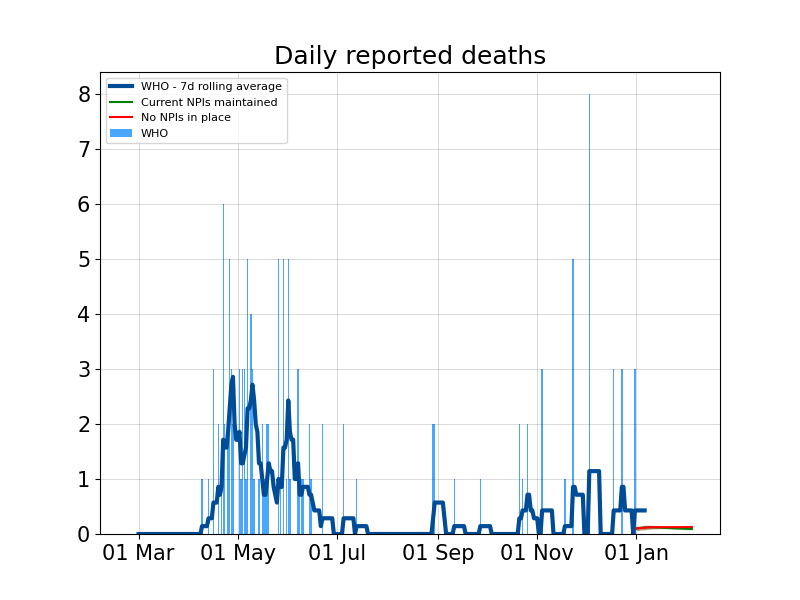 Daily reported deaths
WHO - 7d rolling average
Current NPIs maintained
No NPIs in place
WHO
8
7
6
5
4
3
2
1
0
01 Mar 01 May 01 Jul 01 Sep 01 Nov 01 Jan